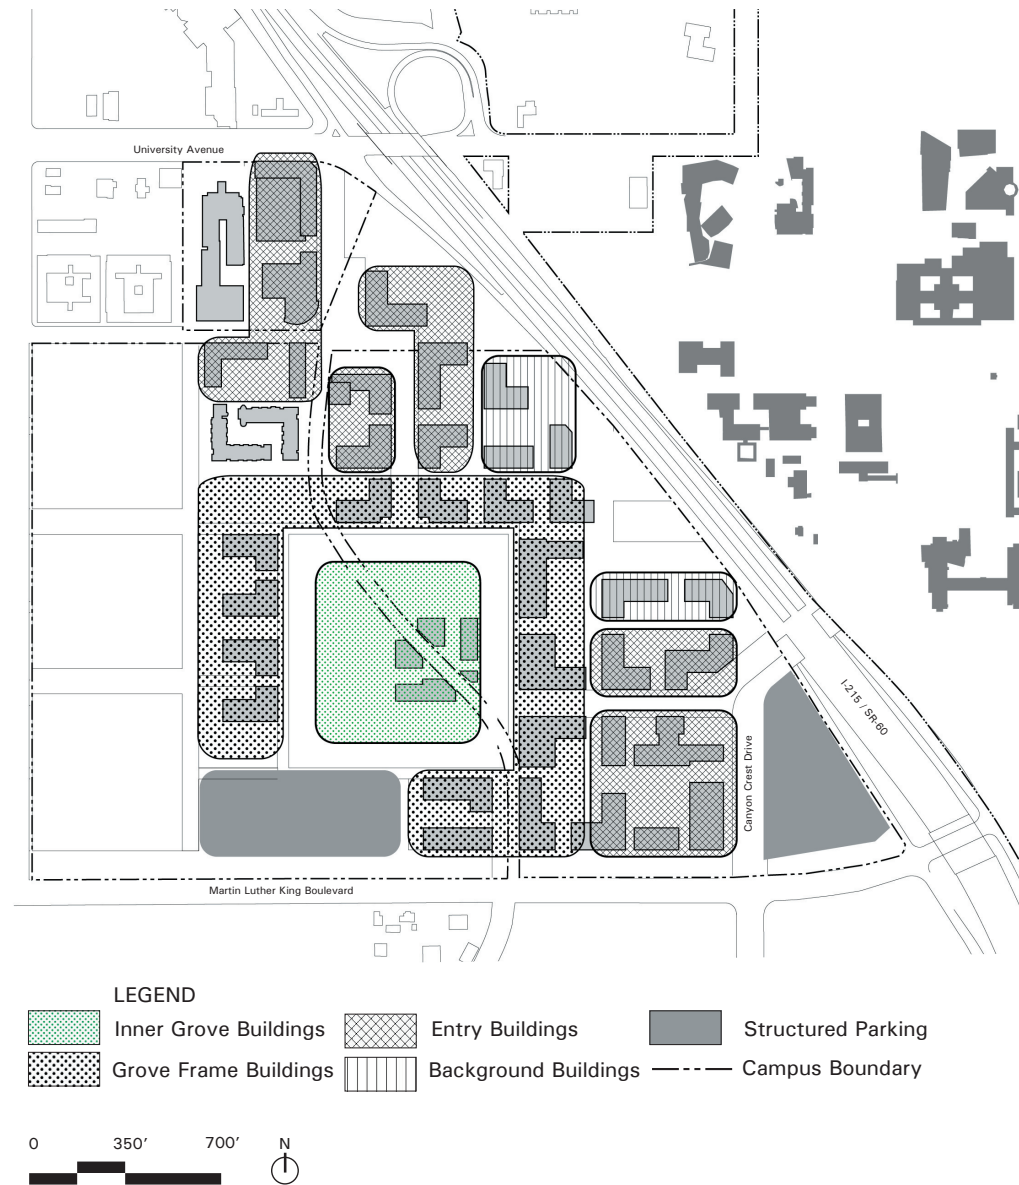 University Avenue
I-215 / SR-60
Canyon Crest Drive
Martin Luther King Boulevard
LEGEND
Inner Grove Buildings
Entry Buildings
Structured Parking
Grove Frame Buildings
Background Buildings
Campus Boundary
0 350’ 700’ N